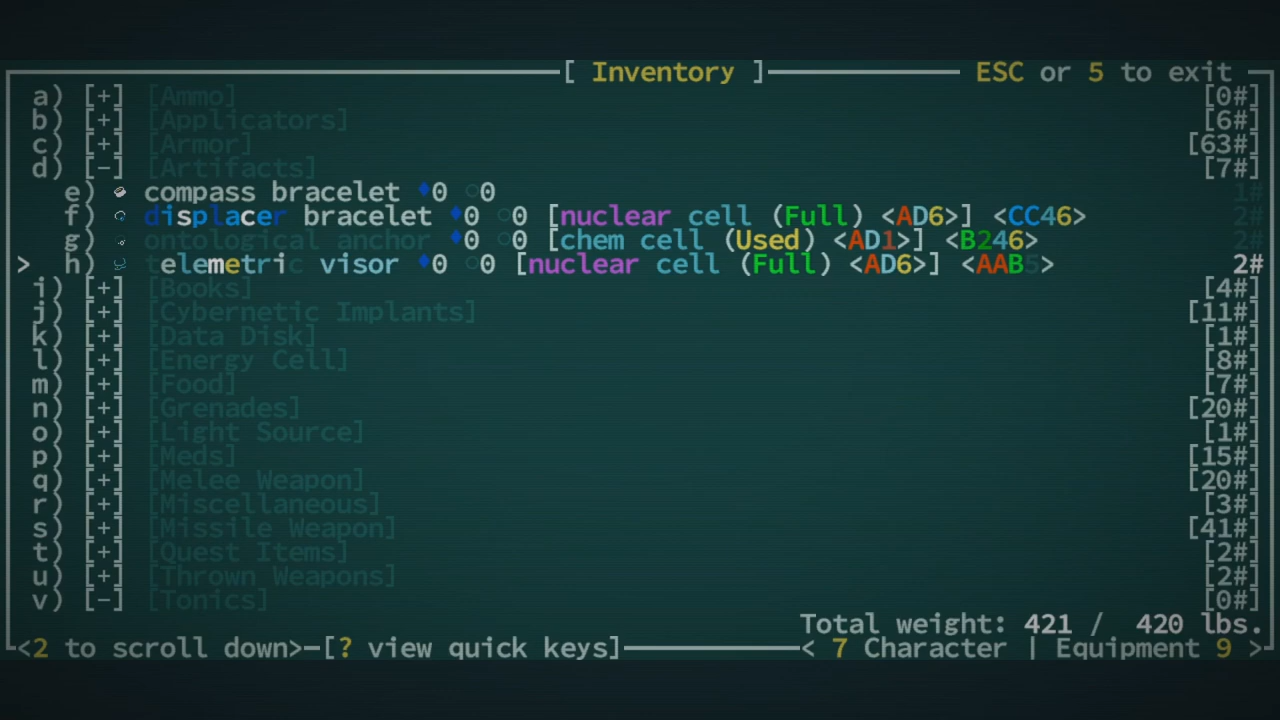 [ Inventory ] ESC or 5 to exit
a) [+] [Ammo] [0#]
b) [+] [Applicators] [6#]
c) [+] [Armor] [63#]
d) [-] [Artifacts] [7#]
e) compass bracelet ♦0 ○0 1#
f) displacer bracelet ♦0 ○0 [nuclear cell (Full) <AD6>] <CC46> 2#
g) ontological anchor ♦0 ○0 [chem cell (Used) <AD1>] <B246> 2#
> h) telemetric visor ♦0 ○0 [nuclear cell (Full) <AD6>] <AAB5> 2#
i) [+] [Books] [4#]
j) [+] [Cybernetic Implants] [11#]
k) [+] [Data Disk] [1#]
l) [+] [Energy Cell] [8#]
m) [+] [Food] [7#]
n) [+] [Grenades] [20#]
o) [+] [Light Source] [1#]
p) [+] [Meds] [15#]
q) [+] [Melee Weapon] [20#]
r) [+] [Miscellaneous] [3#]
s) [+] [Missile Weapon] [41#]
t) [+] [Quest Items] [2#]
u) [+] [Thrown Weapons] [2#]
v) [-] [Tonics] [0#]
Total weight: 421 / 420 lbs.
<2 to scroll down> [? view quick keys] < 7 Character | Equipment 9 >